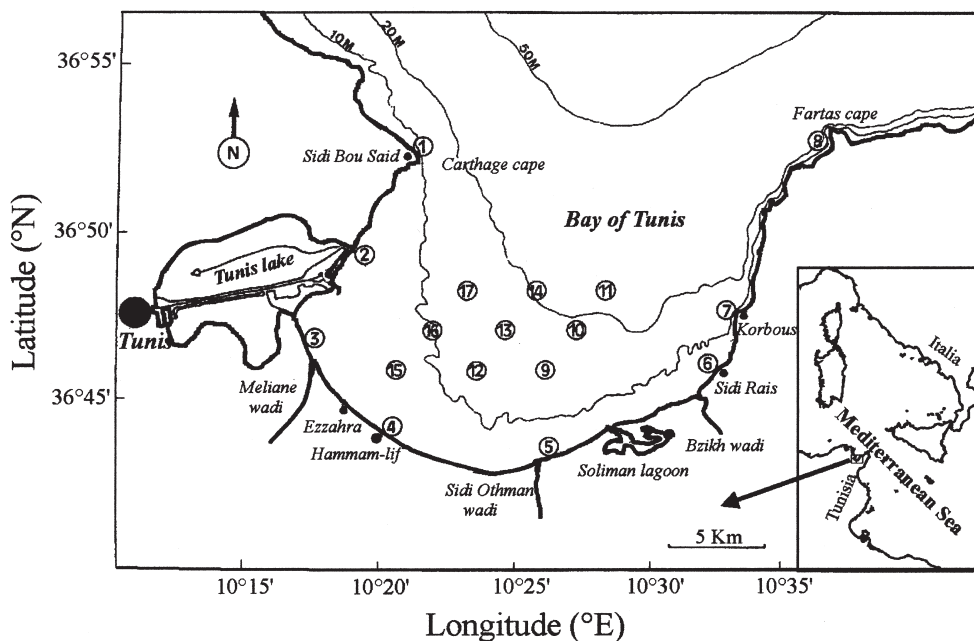 10M
20M
50M
36°55'
Fartas cape
8
N
1
Sidi Bou Said
Carthage cape
Latitude (°N)
36°50'
Bay of Tunis
2
Tunis lake
17
14
11
7
Tunis
3
16
13
10
Korbous
Italia
15
12
9
6
Sidi Rais
Meliane
wadi
36°45'
Ezzahra
4
Hammam-lif
5
Bzikh wadi
Soliman lagoon
Sidi Othman
wadi
Mediterranean Sea
Tunisia
5 Km
10°15'
10°20'
10°25'
10°30'
10°35'
Longitude (°E)